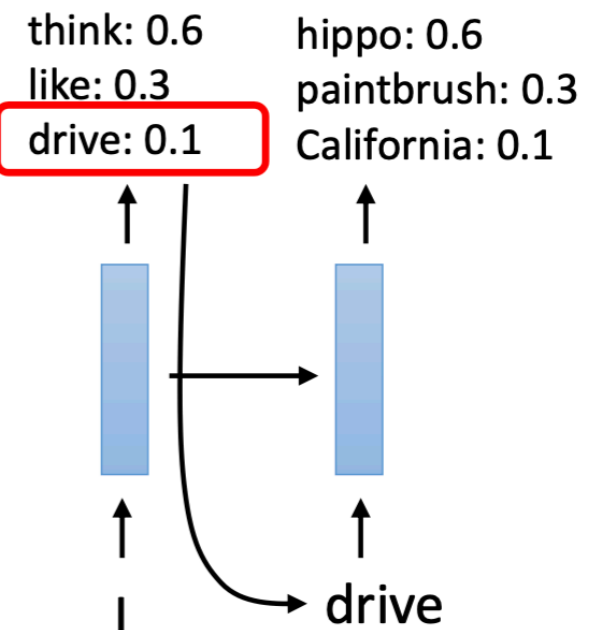 think: 0.6
like: 0.3
drive: 0.1
hippo: 0.6
paintbrush: 0.3
California: 0.1
I
drive